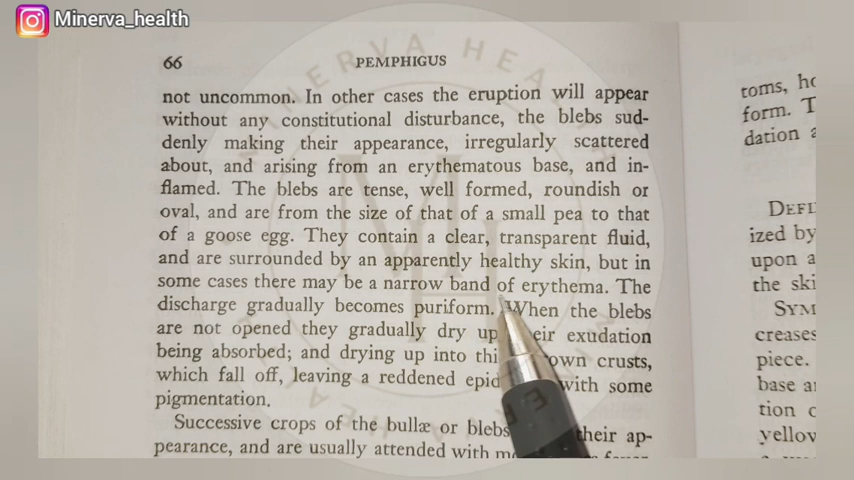 Minerva_health
66
PEMPHIGUS
not uncommon. In other cases the eruption will appear
without any constitutional disturbance, the blebs sud-
denly making their appearance, irregularly scattered
about, and arising from an erythematous base, and in-
flamed. The blebs are tense, well formed, roundish or
oval, and are from the size of that of a small pea to that
of a goose egg. They contain a clear, transparent fluid,
and are surrounded by an apparently healthy skin, but in
some cases there may be a narrow band of erythema. The
discharge gradually becomes puriform. When the blebs
are not opened they gradually dry up exudation
being absorbed; and drying up into crusts,
which fall off, leaving a reddened with some
pigmentation.
Successive crops of the bullæ or blebs their ap-
pearance, and are usually attended with
toms,
form.
dation
ized by
upon a
the
creases
piece.
base
tion
MINERVA HEALTH
MH